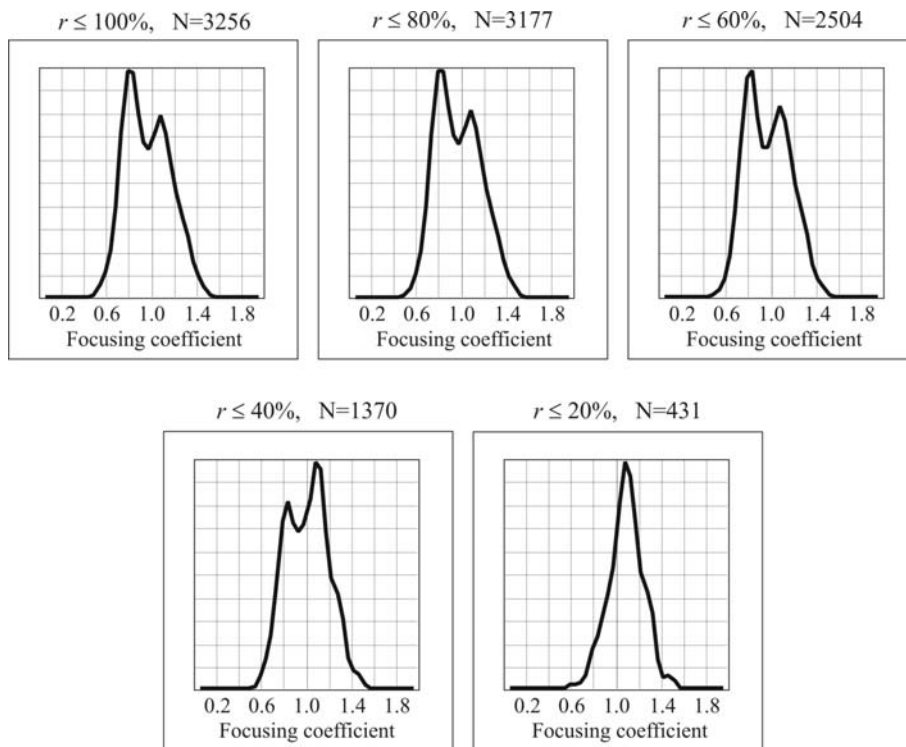 r ≤ 100%, N=3256
r ≤ 80%, N=3177
r ≤ 60%, N=2504
0.2 0.6 1.0 1.4 1.8
Focusing coefficient
0.2 0.6 1.0 1.4 1.8
Focusing coefficient
0.2 0.6 1.0 1.4 1.8
Focusing coefficient
r ≤ 40%, N=1370
r ≤ 20%, N=431
0.2 0.6 1.0 1.4 1.8
Focusing coefficient
0.2 0.6 1.0 1.4 1.8
Focusing coefficient